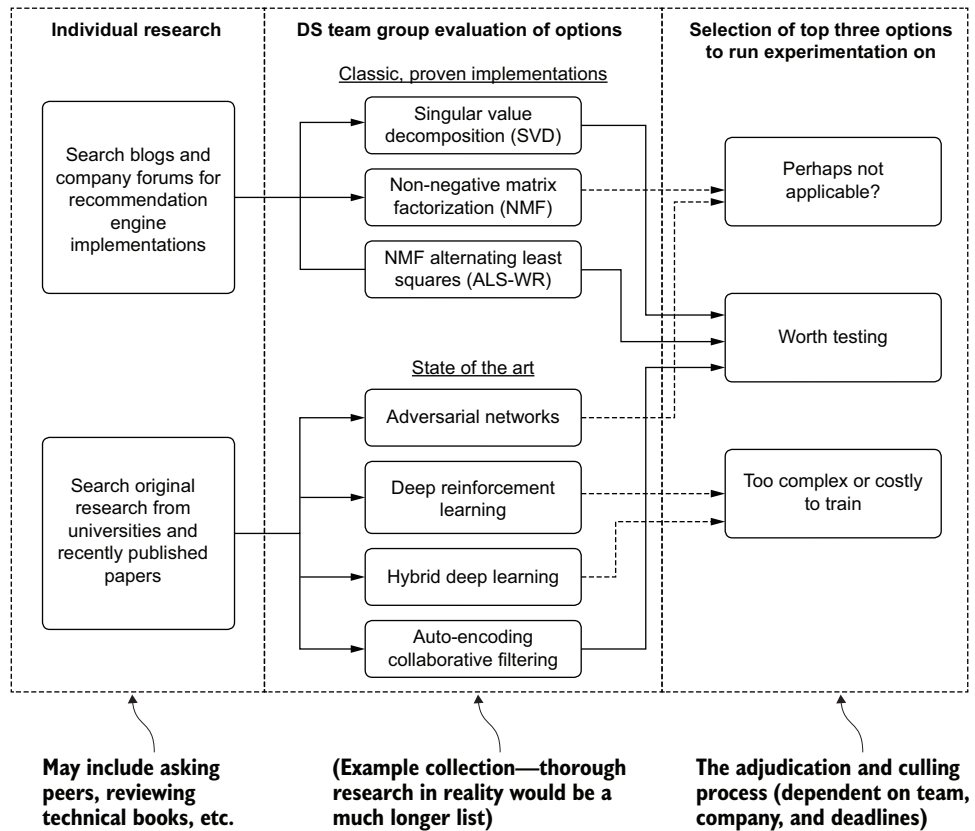 Individual research
Search blogs and
company forums for
recommendation
engine
implementations
Search original
research from
universities and
recently published
papers
DS team group evaluation of options
Classic, proven implementations
Singular value
decomposition (SVD)
Non-negative matrix
factorization (NMF)
NMF alternating least
squares (ALS-WR)
State of the art
Adversarial networks
Deep reinforcement
learning
Hybrid deep learning
Auto-encoding
collaborative filtering
Selection of top three options
to run experimentation on
Perhaps not
applicable?
Worth testing
Too complex or costly
to train
May include asking
peers, reviewing
technical books, etc.
(Example collection—thorough
research in reality would be a
much longer list)
The adjudication and culling
process (dependent on team,
company, and deadlines)